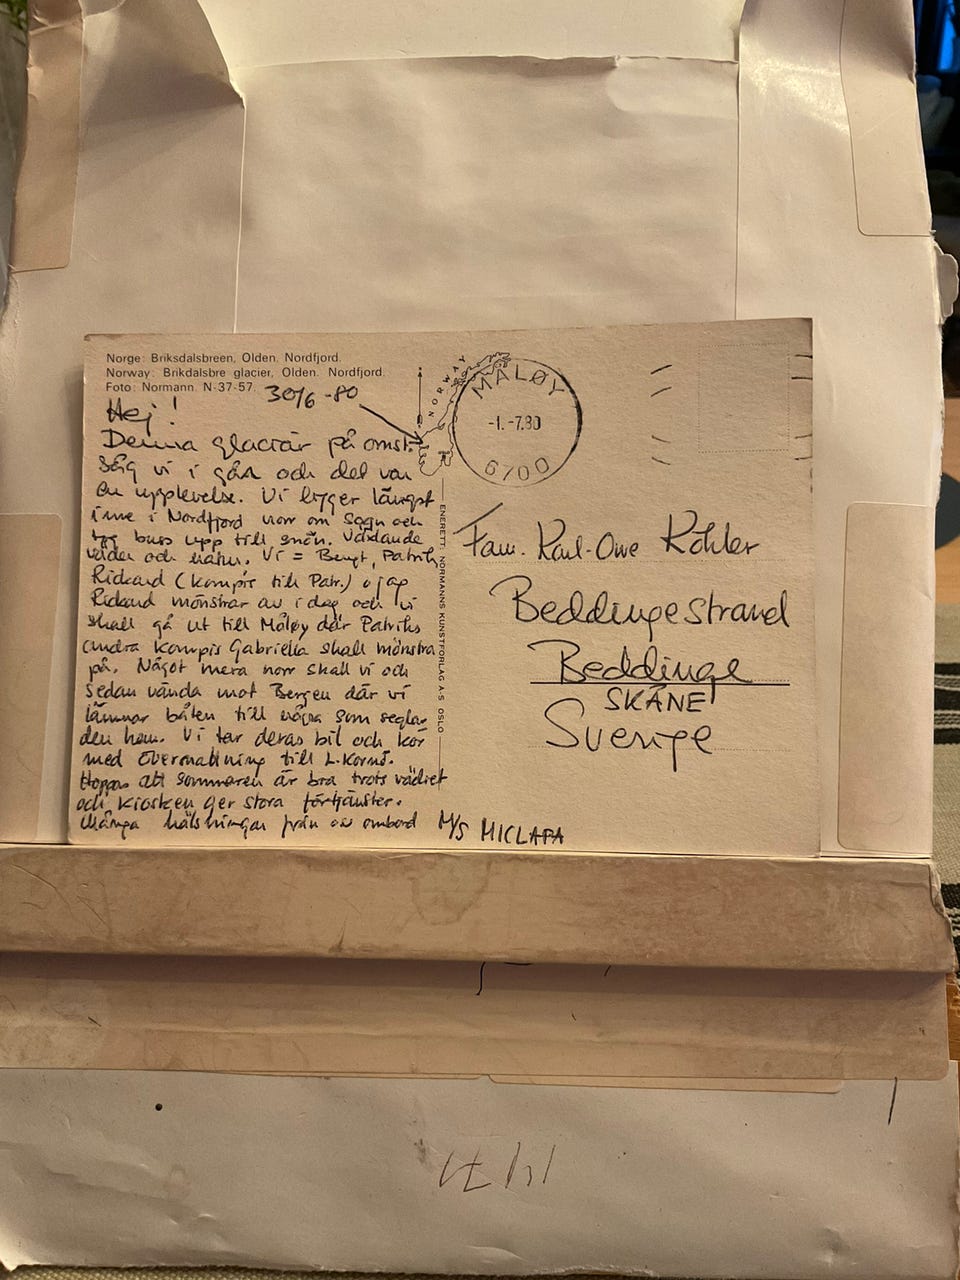 Norge: Briksdalsbreen, Olden, Nordfjord.
Norway: Brikdalsbre glacier, Olden. Nordfjord.
Foto: Normann. N-37-57.
30/6 -80
Hej!
Denna glaciär på omst.
såg vi i går och det var
en upplevelse. Vi ligger längst
inne i Nordfjord norr om Sogn och
tog buss upp till snön. Växlande
väder och natur. Vi = Bengt, Patrik,
Rickard (kompis till Patr.) o jag
Rickard mönstrar av i dag och vi
skall gå ut till Måløy där Patriks
andra kompis Gabriella skall mönstra
på. Något mera norr skall vi och
sedan vända mot Bergen där vi
lämnar båten till några som seglar
den hem. Vi tar deras bil och kör
med övernattning till L. Kornö.
Hoppas att sommaren är bra trots vädret
och kiosken ger stora förtjänster.
Många hälsningar från oss ombord M/S MICLAPA
NORWAY
ENERETT: NORMANNS KUNSTFORLAG A-S OSLO
MÅLØY
-1.-7.80
6700
Fam. Karl-Owe Köhler
Beddingestrand
Beddinge
SKÅNE
Sverige